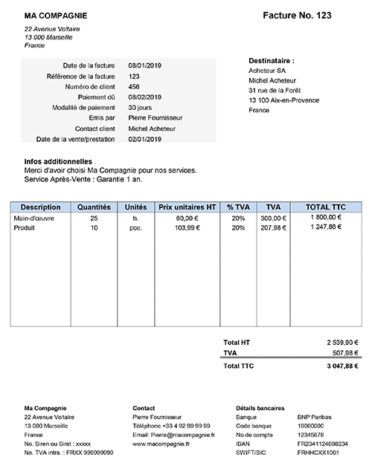 MA COMPAGNIE
Facture No. 123
22 Avenue Voltaire
13 000 Marseille
France
Date de la facture 08/01/2019
Référence de la facture 123
Numéro de client 456
Paiement dû 08/02/2019
Modalité de paiement 30 jours
Emis par Pierre Fournisseur
Contact client Michel Acheteur
Date de la vente/prestation 02/01/2019
Destinataire :
Acheteur SA
Michel Acheteur
31 rue de la Forêt
13 100 Aix-en-Provence
France
Infos additionnelles
Merci d'avoir choisi Ma Compagnie pour nos services.
Service Après-Vente : Garantie 1 an.
Description Quantités Unités Prix unitaires HT % TVA TVA TOTAL TTC
Main-d'œuvre 25 h. 60,00 € 20% 300,00 € 1 800,00 €
Produit 10 pce. 103,99 € 20% 207,98 € 1 247,88 €
Total HT 2 539,90 €
TVA 507,98 €
Total TTC 3 047,88 €
Ma Compagnie
22 Avenue Voltaire
13 000 Marseille
France
No. Siren ou Siret : xxxxx
No. TVA intra. : FRXX 999999999
Contact
Pierre Fournisseur
Téléphone +33 4 92 99 99 99
Email: Pierre@macompagnie.fr
www.macompagnie.fr
Détails bancaires
Banque BNP Paribas
Code banque 10000000
No de compte 12345678
IBAN FR2341124098234
SWIFT/BIC FRHHCXX1001